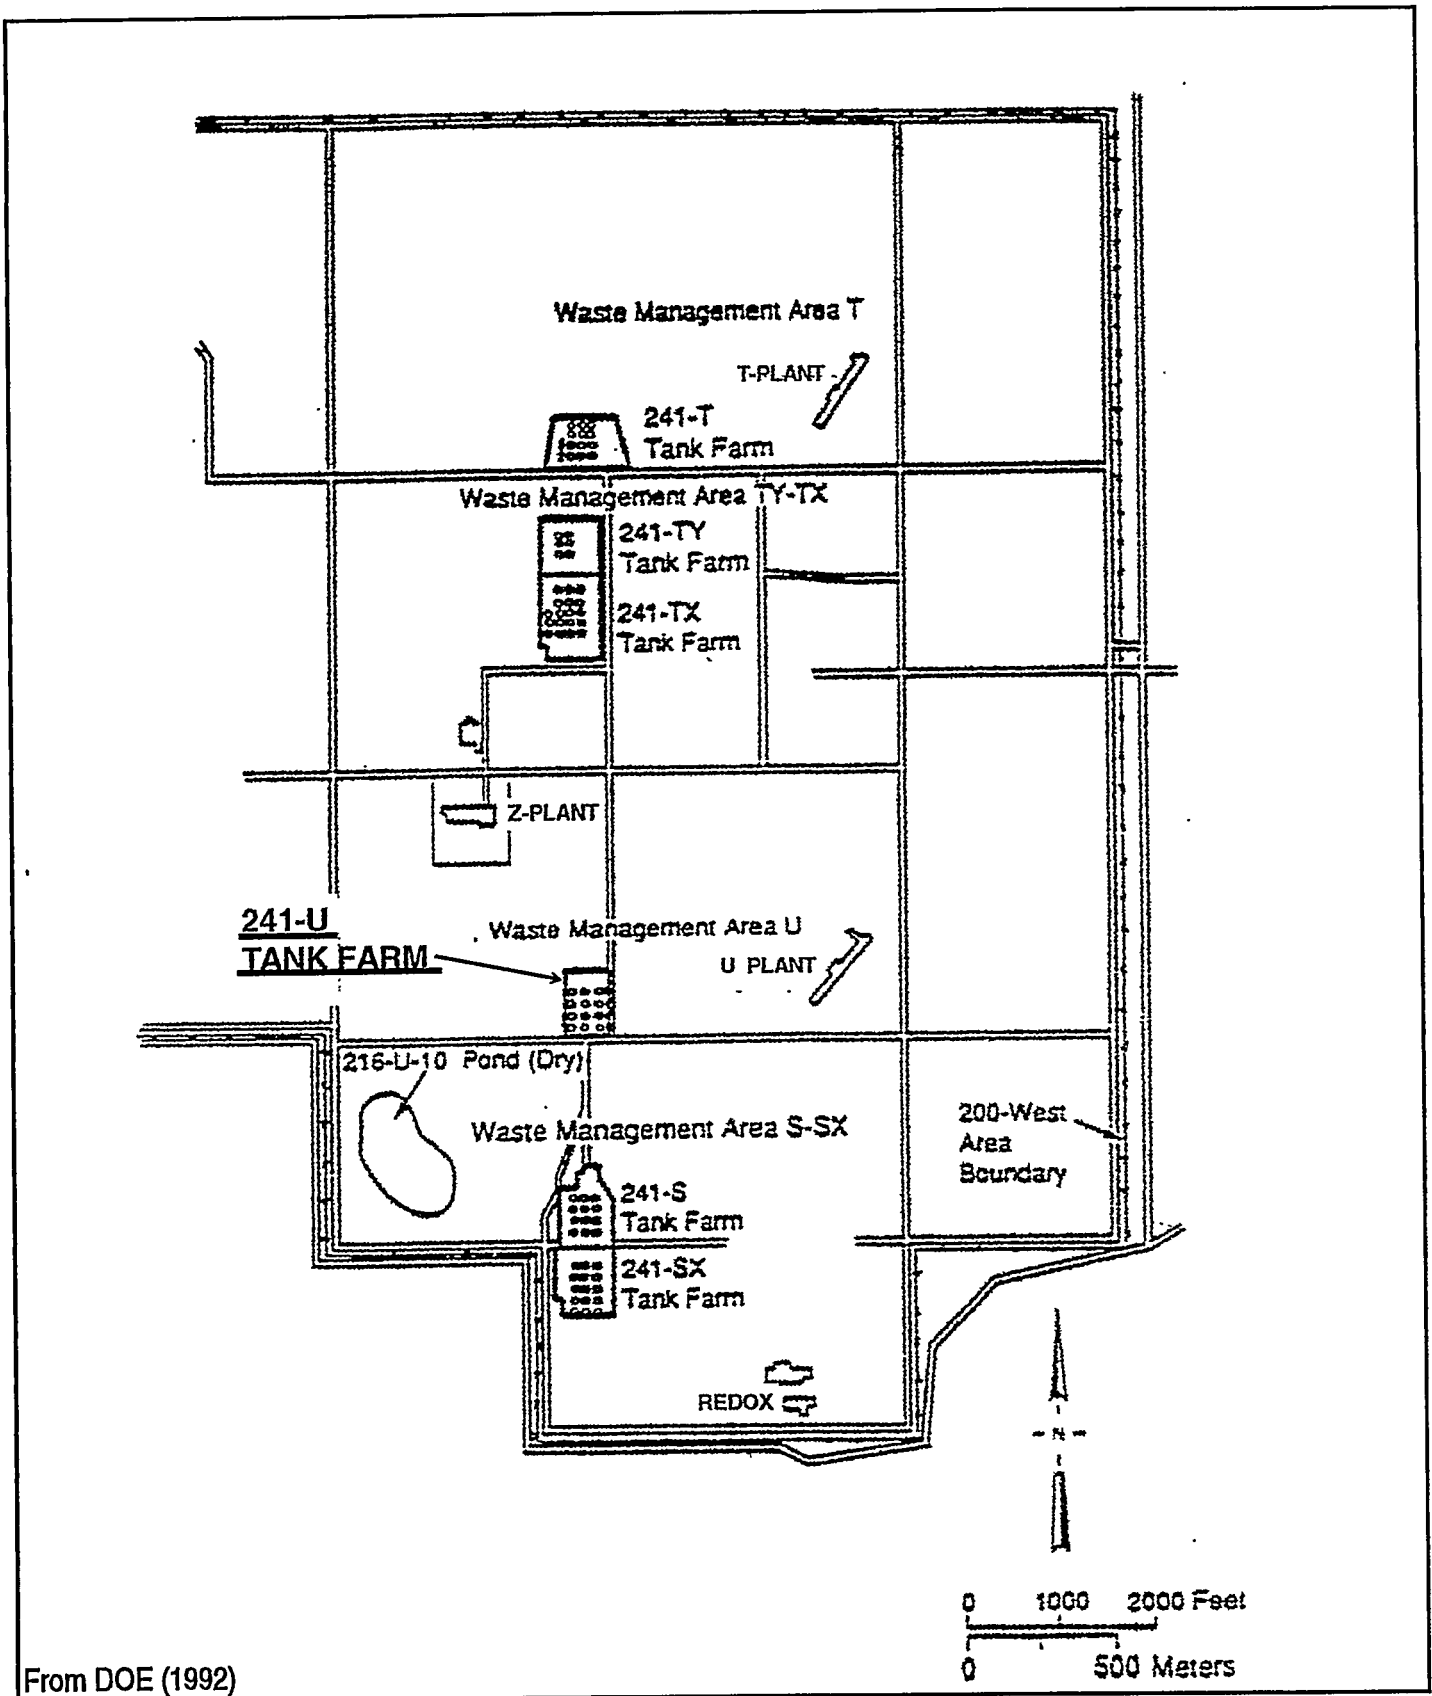 Waste Management Area T
T-PLANT
241-T
Tank Farm
Waste Management Area TY-TX
241-TY
Tank Farm
241-TX
Tank Farm
Z-PLANT
241-U
TANK FARM
Waste Management Area U
U PLANT
216-U-10 Pond (Dry)
Waste Management Area S-SX
200-West
Area
Boundary
241-S
Tank Farm
241-SX
Tank Farm
REDOX
N
0 1000 2000 Feet
0 500 Meters
From DOE (1992)